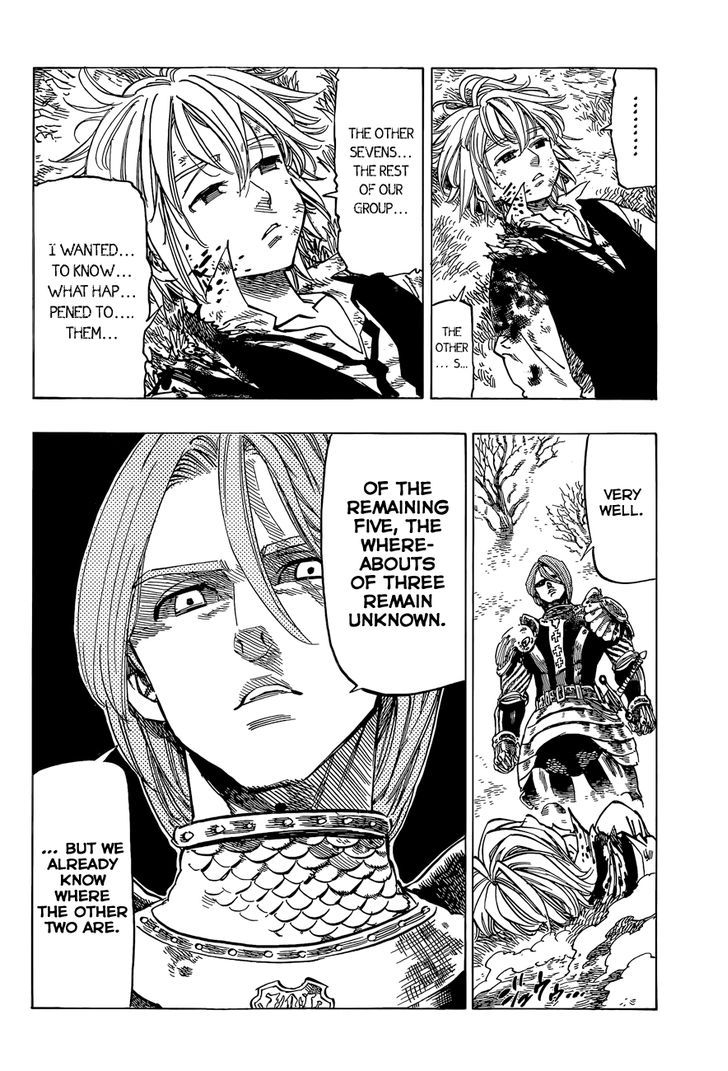 ........
THE
OTHER
... S...
THE OTHER
SEVENS...
THE REST
OF OUR
GROUP...
I WANTED...
TO KNOW...
WHAT HAP...
PENED TO....
THEM...
VERY
WELL.
OF THE
REMAINING
FIVE, THE
WHERE-
ABOUTS
OF THREE
REMAIN
UNKNOWN.
... BUT WE
ALREADY
KNOW
WHERE
THE OTHER
TWO ARE.